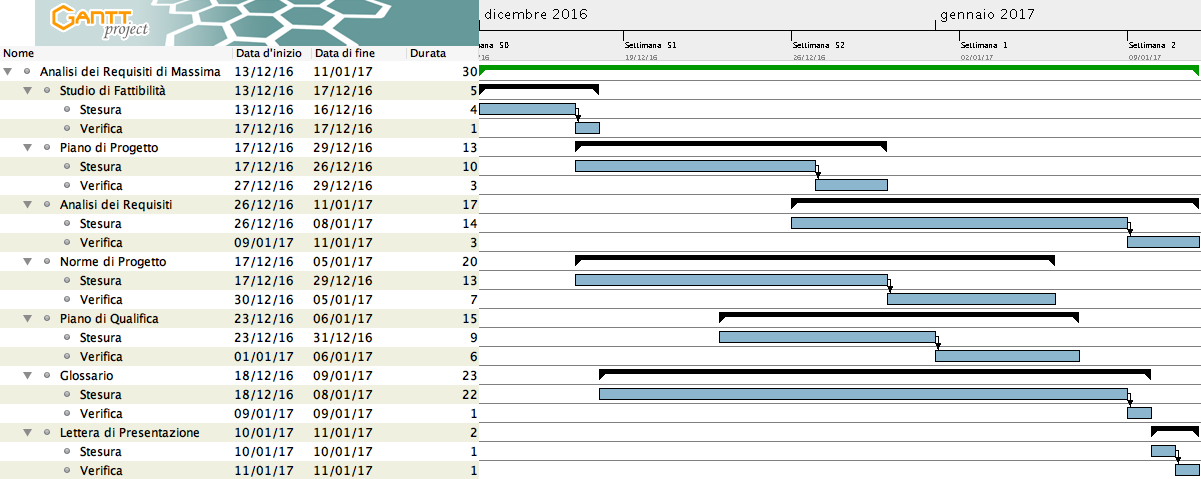 GANTT
project
dicembre 2016
gennaio 2017
Settimana 51
Settimana 52
Settimana 1
Settimana 2
19/12/16
26/12/16
02/01/17
09/01/17
Nome Data d'inizio Data di fine Durata
Analisi dei Requisiti di Massima 13/12/16 11/01/17 30
Studio di Fattibilità 13/12/16 17/12/16 5
Stesura 13/12/16 16/12/16 4
Verifica 17/12/16 17/12/16 1
Piano di Progetto 17/12/16 29/12/16 13
Stesura 17/12/16 26/12/16 10
Verifica 27/12/16 29/12/16 3
Analisi dei Requisiti 26/12/16 11/01/17 17
Stesura 26/12/16 08/01/17 14
Verifica 09/01/17 11/01/17 3
Norme di Progetto 17/12/16 05/01/17 20
Stesura 17/12/16 29/12/16 13
Verifica 30/12/16 05/01/17 7
Piano di Qualifica 23/12/16 06/01/17 15
Stesura 23/12/16 31/12/16 9
Verifica 01/01/17 06/01/17 6
Glossario 18/12/16 09/01/17 23
Stesura 18/12/16 08/01/17 22
Verifica 09/01/17 09/01/17 1
Lettera di Presentazione 10/01/17 11/01/17 2
Stesura 10/01/17 10/01/17 1
Verifica 11/01/17 11/01/17 1